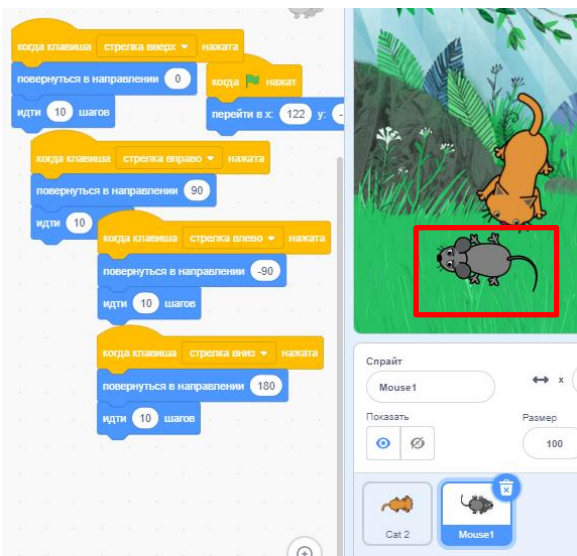 когда клавиша стрелка вверх нажата
повернуться в направлении 0
идти 10 шагов
когда нажат
перейти в x: 122 y: -
когда клавиша стрелка вправо нажата
повернуться в направлении 90
идти 10
когда клавиша стрелка влево нажата
повернуться в направлении -90
идти 10 шагов
когда клавиша стрелка вниз нажата
повернуться в направлении 180
идти 10 шагов
Спрайт
Mouse1
x
Показать
Размер
100
Cat 2
Mouse1